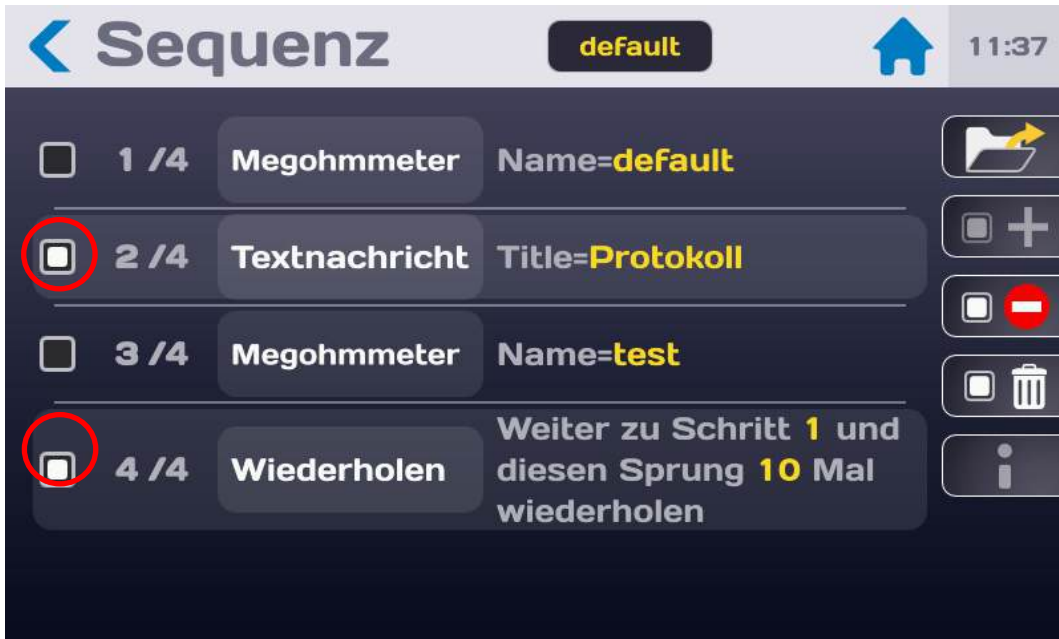 Sequenz default 11:37
1 /4 Megohmmeter Name=default
2 /4 Textnachricht Title=Protokoll
3 /4 Megohmmeter Name=test
4 /4 Wiederholen Weiter zu Schritt 1 und
diesen Sprung 10 Mal
wiederholen